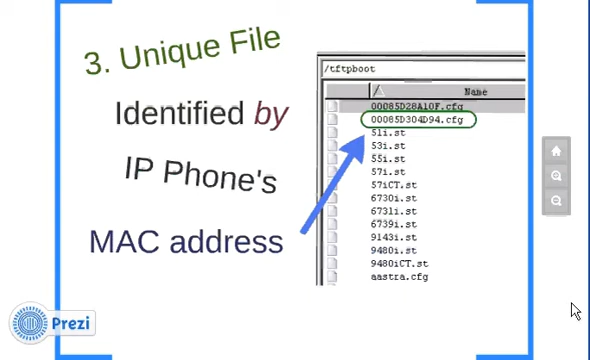 3. Unique File
Identified by
IP Phone's
MAC address
/tftpboot
Name
00085D28A10F.cfg
00085D304D94.cfg
51i.st
53i.st
55i.st
57i.st
57iCT.st
6730i.st
6731i.st
6739i.st
9143i.st
9480i.st
9480iCT.st
aastra.cfg
Prezi